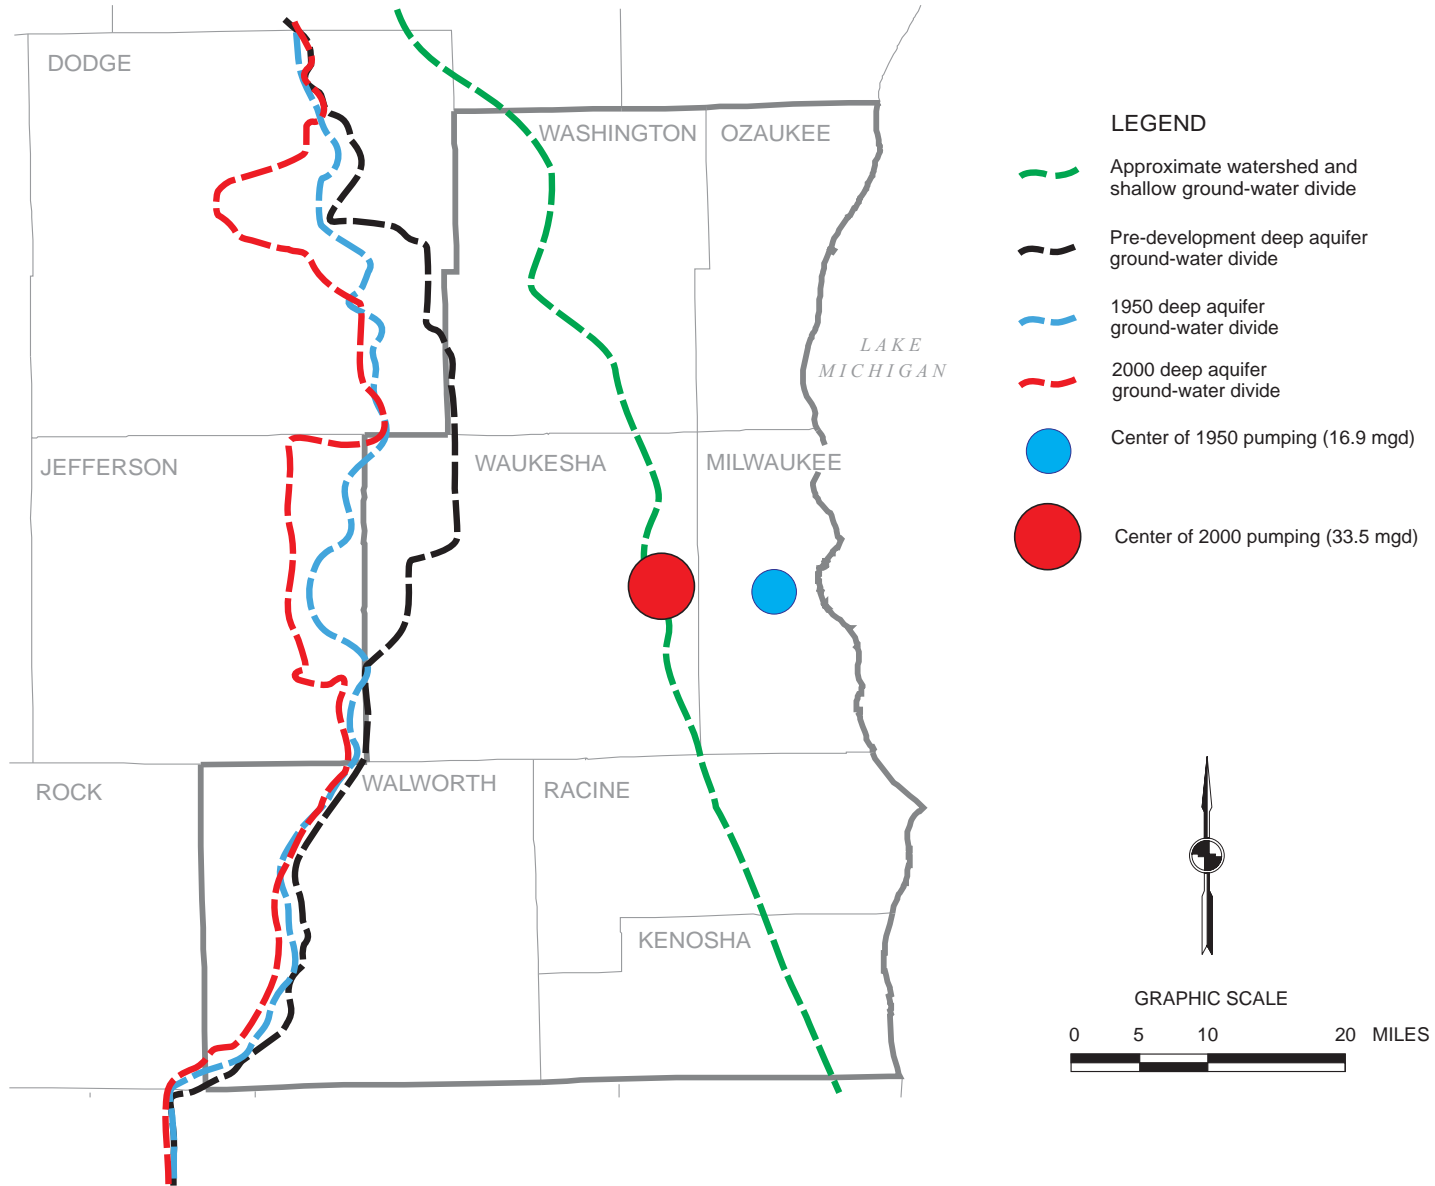 DODGE
WASHINGTON
OZAUKEE
LAKE
MICHIGAN
JEFFERSON
WAUKESHA
MILWAUKEE
ROCK
WALWORTH
RACINE
KENOSHA
LEGEND
Approximate watershed and
shallow ground-water divide
Pre-development deep aquifer
ground-water divide
1950 deep aquifer
ground-water divide
2000 deep aquifer
ground-water divide
Center of 1950 pumping (16.9 mgd)
Center of 2000 pumping (33.5 mgd)
GRAPHIC SCALE
0 5 10 20 MILES